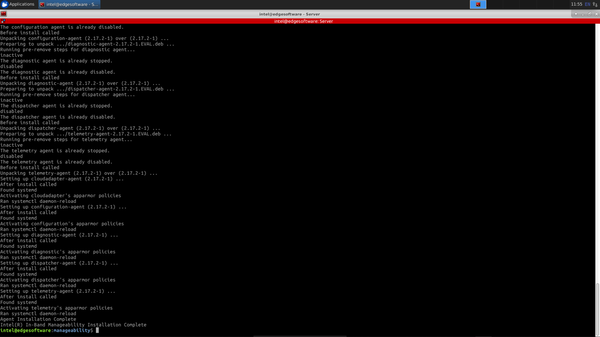 Applications
intel@edgesoftware - Server
11:55
intel@edgesoftware - Server
intel@edgesoftware: Server
The configuration agent is already disabled.
Before install called
Unpacking configuration-agent (2.17.2-1) over (2.17.2-1) ...
Preparing to unpack .../diagnostic-agent-2.17.2-1.EVAL.deb ...
Running pre-remove steps for diagnostic agent...
inactive
The diagnostic agent is already stopped.
disabled
The diagnostic agent is already disabled.
Before install called
Unpacking diagnostic-agent (2.17.2-1) over (2.17.2-1) ...
Preparing to unpack .../dispatcher-agent-2.17.2-1.EVAL.deb ...
Running pre-remove steps for dispatcher agent...
inactive
The dispatcher agent is already stopped.
disabled
The dispatcher agent is already disabled.
Before install called
Unpacking dispatcher-agent (2.17.2-1) over (2.17.2-1) ...
Preparing to unpack .../telemetry-agent-2.17.2-1.EVAL.deb ...
Running pre-remove steps for telemetry agent...
inactive
The telemetry agent is already stopped.
disabled
The telemetry agent is already disabled.
Before install called
Unpacking telemetry-agent (2.17.2-1) over (2.17.2-1) ...
Setting up cloudadapter-agent (2.17.2-1) ...
After install called
Found systemd
Activating cloudadapter's apparmor policies
Ran systemctl daemon-reload
Setting up configuration-agent (2.17.2-1) ...
After install called
Found systemd
Activating configuration's apparmor policies
Ran systemctl daemon-reload
Setting up diagnostic-agent (2.17.2-1) ...
After install called
Found systemd
Activating diagnostic's apparmor policies
Ran systemctl daemon-reload
Setting up dispatcher-agent (2.17.2-1) ...
After install called
Found systemd
Activating dispatcher's apparmor policies
Ran systemctl daemon-reload
Setting up telemetry-agent (2.17.2-1) ...
After install called
Found systemd
Activating telemetry's apparmor policies
Ran systemctl daemon-reload
Agent Installation Complete
Intel(R) In-Band Manageability Installation Complete
intel@edgesoftware:manageability$